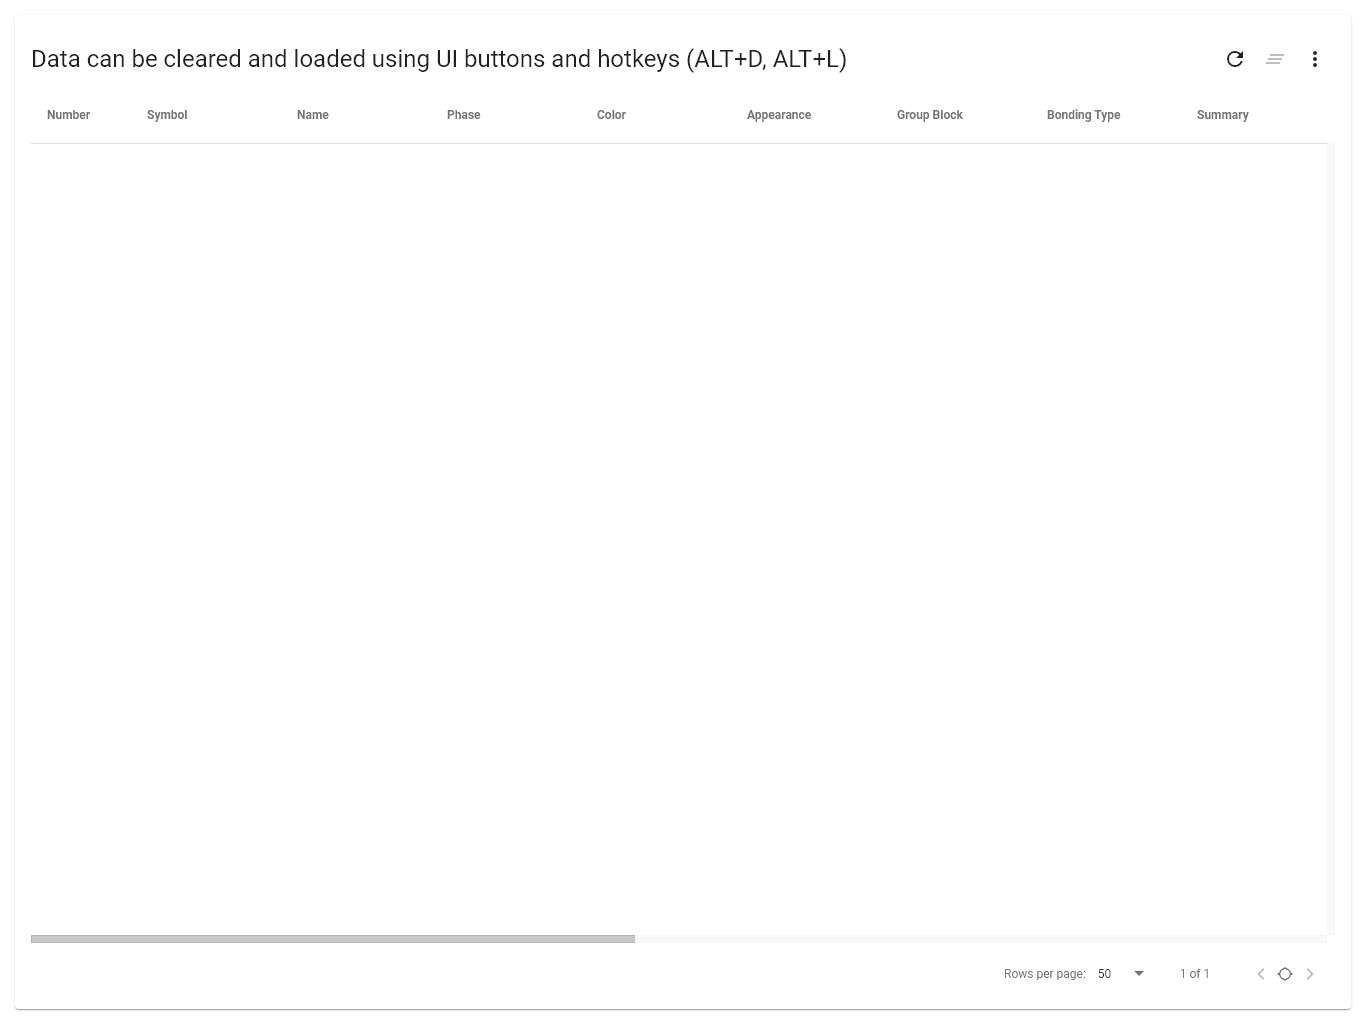 Data can be cleared and loaded using UI buttons and hotkeys (ALT+D, ALT+L)
Number Symbol Name Phase Color Appearance Group Block Bonding Type Summary
Rows per page: 50 1 of 1